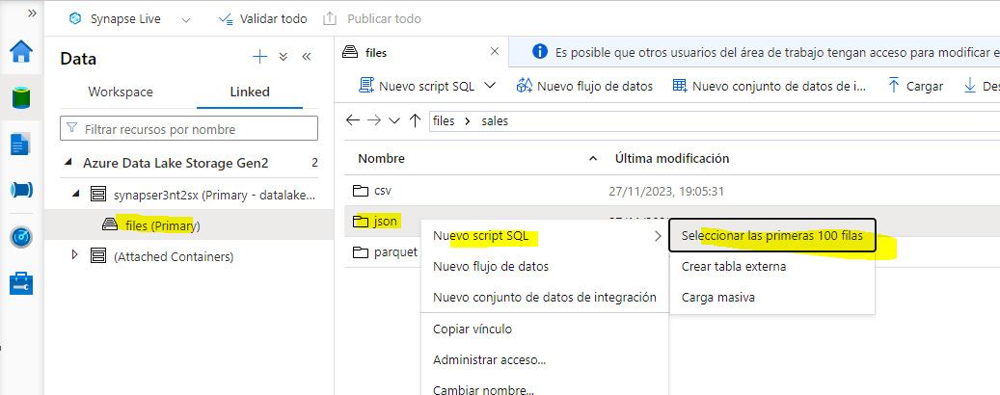 Synapse Live
Validar todo
Publicar todo
Data
Workspace
Linked
Filtrar recursos por nombre
Azure Data Lake Storage Gen2 2
synapser3nt2sx (Primary - datalake...
files (Primary)
(Attached Containers)
files
Es posible que otros usuarios del área de trabajo tengan acceso para modificar e
Nuevo script SQL
Nuevo flujo de datos
Nuevo conjunto de datos de i...
Cargar
Des
files > sales
Nombre
Última modificación
csv 27/11/2023, 19:05:31
json
parquet
Nuevo script SQL
Nuevo flujo de datos
Nuevo conjunto de datos de integración
Copiar vínculo
Administrar acceso...
Cambiar nombre...
Seleccionar las primeras 100 filas
Crear tabla externa
Carga masiva